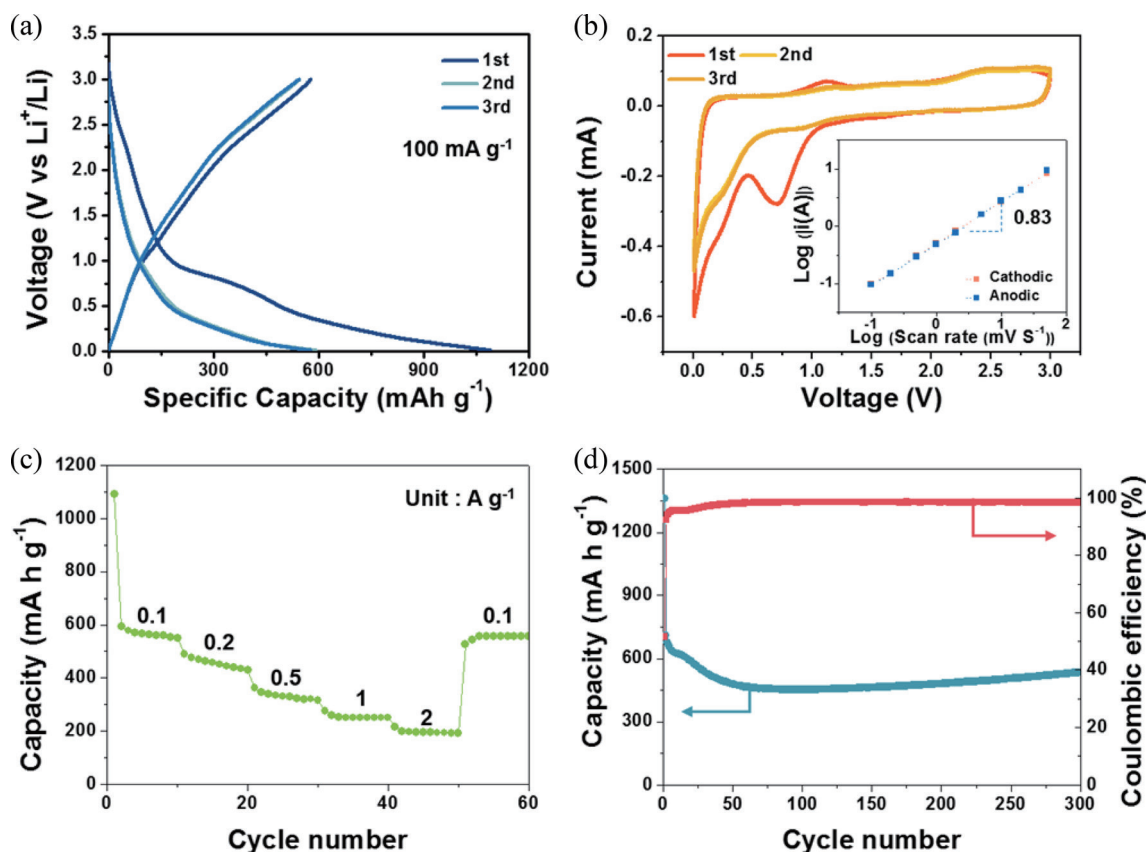 (a)
Voltage (V vs Li⁺/Li)
3.5
3.0
2.5
2.0
1.5
1.0
0.5
0.0
1st
2nd
3rd
100 mA g⁻¹
0 300 600 900 1200
Specific Capacity (mAh g⁻¹)
(b)
Current (mA)
0.2
0.0
-0.2
-0.4
-0.6
1st 2nd
3rd
Log (|i(A)|)
1
0
-1
0.83
Cathodic
Anodic
-1 0 1 2
Log (Scan rate (mV S⁻¹))
0.0 0.5 1.0 1.5 2.0 2.5 3.0
Voltage (V)
(c)
Capacity (mA h g⁻¹)
1200
1000
800
600
400
200
0
Unit : A g⁻¹
0.1
0.2
0.5
1
2
0.1
0 20 40 60
Cycle number
(d)
Capacity (mA h g⁻¹)
1500
1350
1200
900
750
600
450
300
0
100
80
60
40
20
0
Coulombic efficiency (%)
0 50 100 150 200 250 300
Cycle number